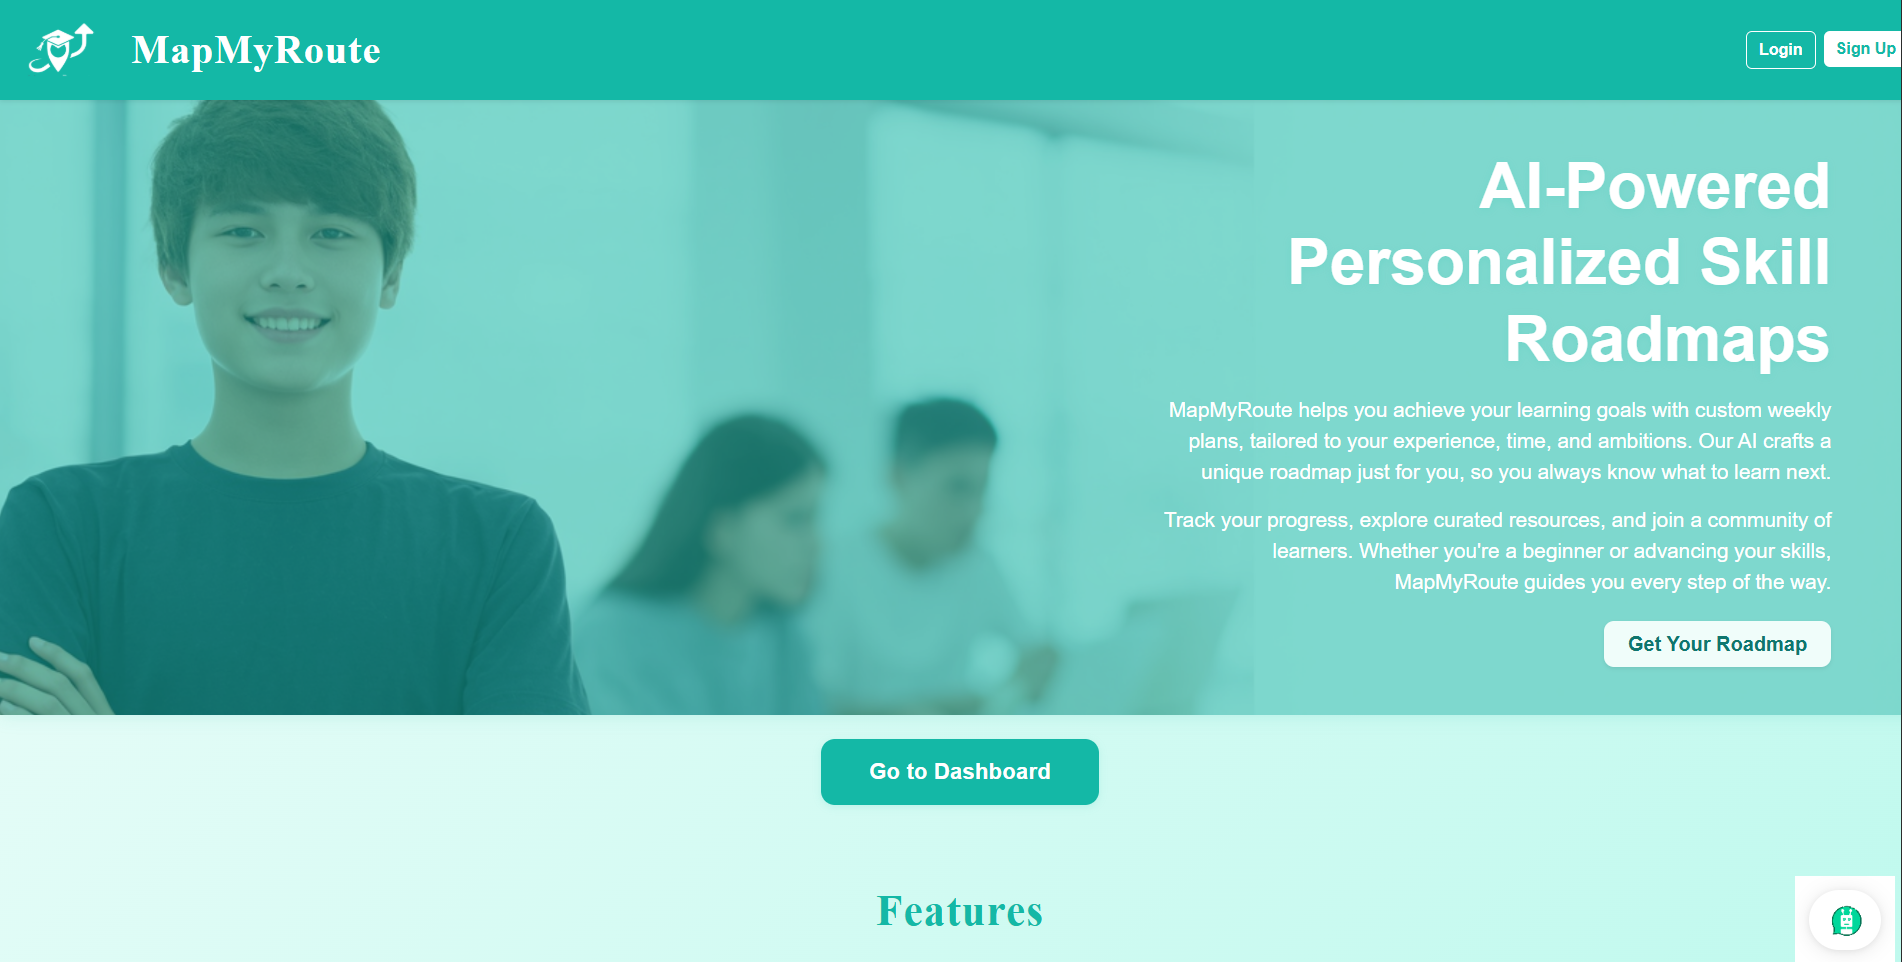 MapMyRoute
Login
Sign Up
AI-Powered
Personalized Skill
Roadmaps
MapMyRoute helps you achieve your learning goals with custom weekly
plans, tailored to your experience, time, and ambitions. Our AI crafts a
unique roadmap just for you, so you always know what to learn next.
Track your progress, explore curated resources, and join a community of
learners. Whether you're a beginner or advancing your skills,
MapMyRoute guides you every step of the way.
Get Your Roadmap
Go to Dashboard
Features